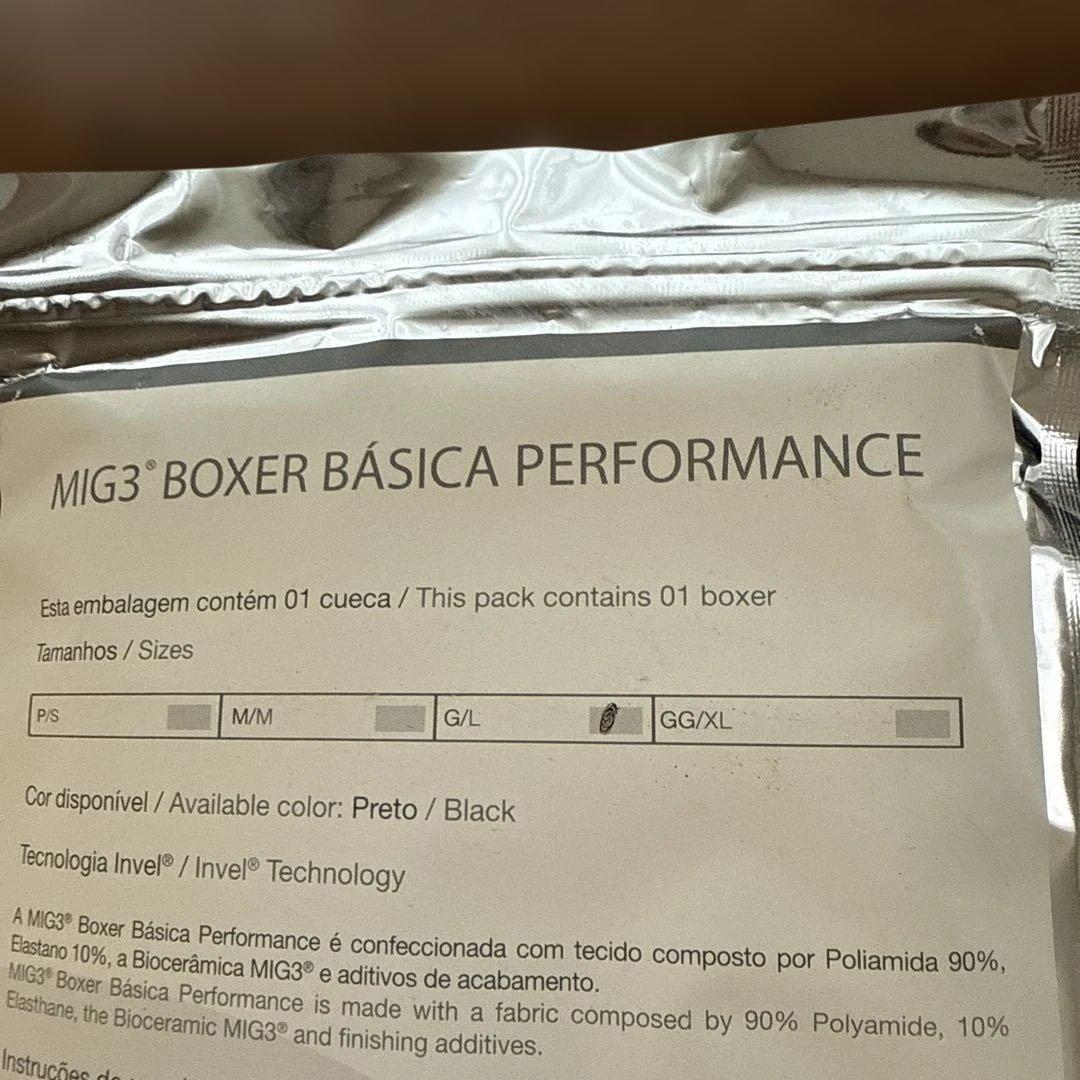 MIG3® BOXER BÁSICA PERFORMANCE
Esta embalagem contém 01 cueca / This pack contains 01 boxer
Tamanhos / Sizes
P/S M/M G/L GG/XL
Cor disponível / Available color: Preto / Black
Tecnologia Invel® / Invel® Technology
A MIG3® Boxer Básica Performance é confeccionada com tecido composto por Poliamida 90%,
Elastano 10%, a Biocerâmica MIG3® e aditivos de acabamento.
MIG3® Boxer Básica Performance is made with a fabric composed by 90% Polyamide, 10%
Elasthane, the Bioceramic MIG3® and finishing additives.
Instruções